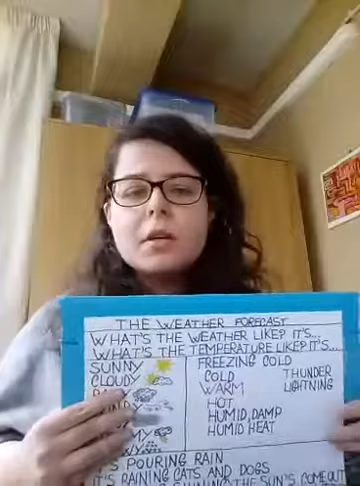 THE WEATHER FORECAST
WHAT'S THE WEATHER LIKE? IT'S...
WHAT'S THE TEMPERATURE LIKE? IT'S...
SUNNY
CLOUDY
FREEZING COLD
COLD
WARM
HOT
HUMID, DAMP
HUMID HEAT
THUNDER
LIGHTNING
POURING RAIN
IT'S RAINING CATS AND DOGS
THE SUN'S COME OUT